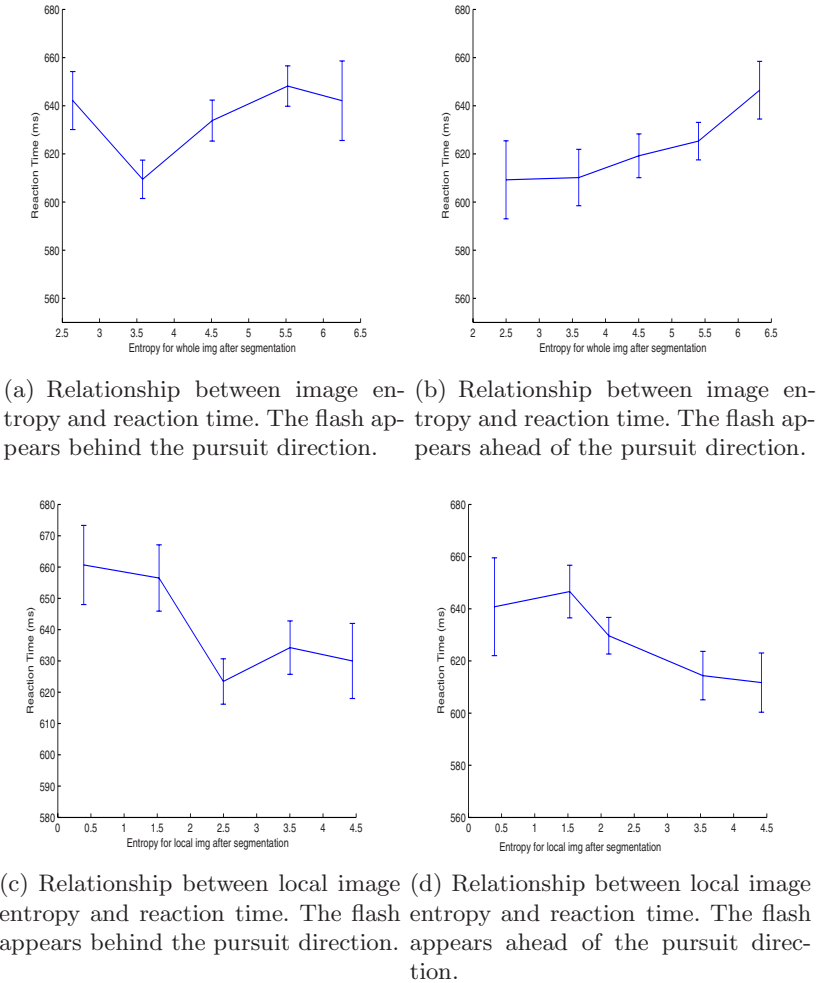 680
660
640
620
600
580
560
Reaction Time (ms)
2.5 3 3.5 4 4.5 5 5.5 6 6.5
Entropy for whole img after segmentation
680
660
640
620
600
580
560
Reaction Time (ms)
2 2.5 3 3.5 4 4.5 5 5.5 6 6.5
Entropy for whole img after segmentation
(a) Relationship between image en-
tropy and reaction time. The flash ap-
pears behind the pursuit direction.
(b) Relationship between image en-
tropy and reaction time. The flash ap-
pears ahead of the pursuit direction.
680
670
660
650
640
630
620
610
600
590
580
Reaction Time (ms)
0 0.5 1 1.5 2 2.5 3 3.5 4 4.5
Entropy for local img after segmentation
680
660
640
620
600
580
560
Reaction Time (ms)
0 0.5 1 1.5 2 2.5 3 3.5 4 4.5
Entropy for local img after segmentation
(c) Relationship between local image
entropy and reaction time. The flash
appears behind the pursuit direction.
(d) Relationship between local image
entropy and reaction time. The flash
appears ahead of the pursuit direc-
tion.